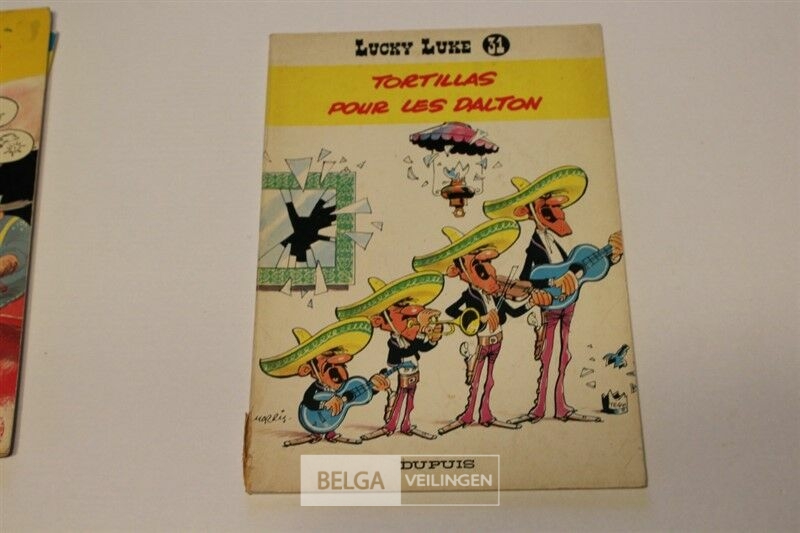 LUCKY LUKE 31
TORTILLAS
POUR LES DALTON
MORRIS
DUPUIS
BELGA VEILINGEN